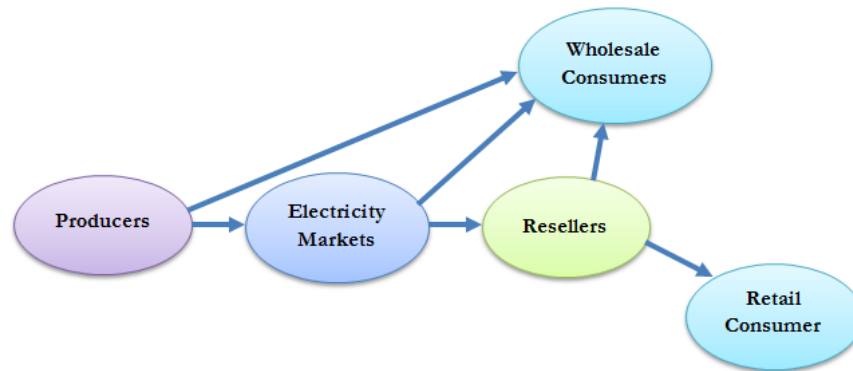 Wholesale
Consumers
Producers
Electricity
Markets
Resellers
Retail
Consumer